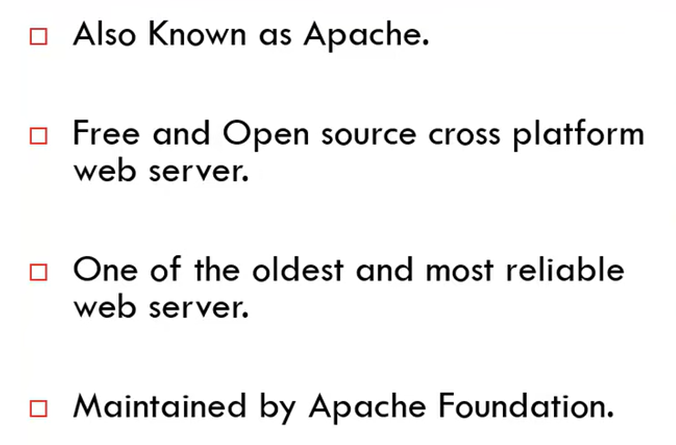 Also Known as Apache.
Free and Open source cross platform
web server.
One of the oldest and most reliable
web server.
Maintained by Apache Foundation.